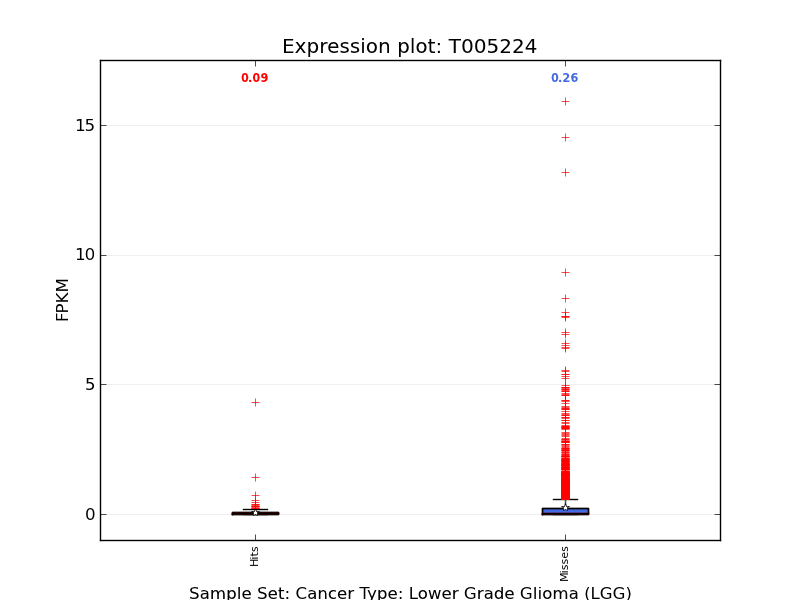 Expression plot: T005224
0.09
0.26
15
10
5
0
FPKM
Hits
Misses
Sample Set: Cancer Type: Lower Grade Glioma (LGG)